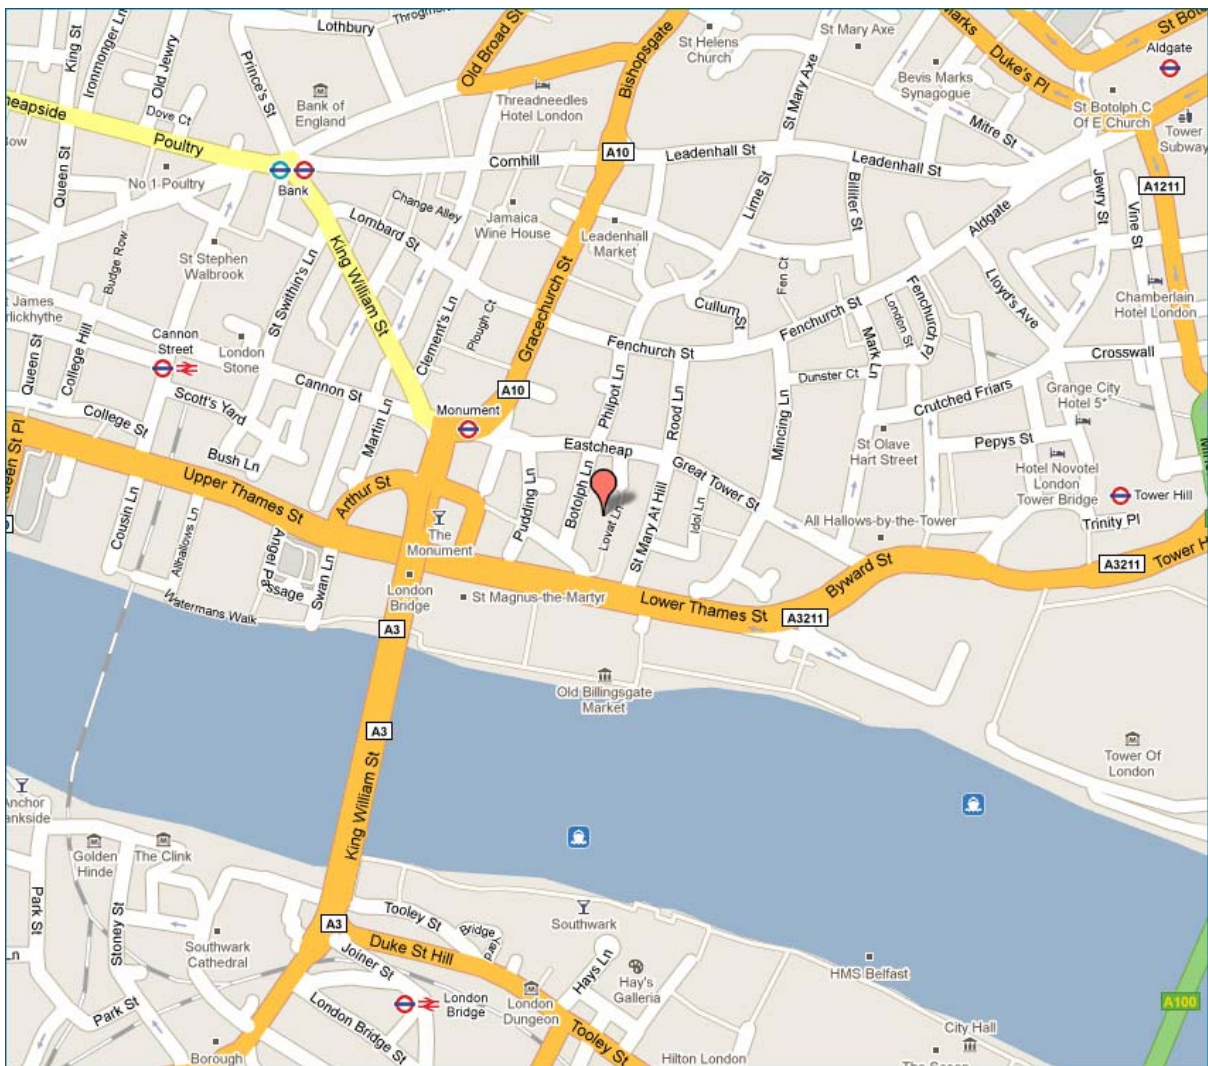 Lothbury
Old Broad St
Bishopsgate
St Helens
Church
St Mary Axe
St Mary Axe
Bevis Marks
Synagogue
Duke's Pl
Aldgate
King St
Ironmonger Ln
Old Jewry
Prince's St
Bank of
England
Threadneedles
Hotel London
St Botolph C
Of E Church
Mitre St
Tower
Subway
Dove Ct
Poultry
Cornhill
A10
Leadenhall St
Leadenhall St
A1211
No 1 Poultry
Bank
Queen St
Change Alley
Lombard St
Jamaica
Wine House
Leadenhall
Market
Lime St
Billiter St
Aldgate
Jewry St
Vine St
St Stephen
Walbrook
Budge Row
St Swithin's Ln
King William St
Clement's Ln
Plough Ct
Gracechurch St
Fen Ct
Cullum St
Fenchurch St
Fenchurch St
London St
Fenchurch Pl
Lloyd's Ave
Chamberlain
Hotel London
Cannon
Street
London
Stone
Queen St
College Hill
Mark Ln
Crosswall
Cannon St
A10
Dunster Ct
Crutched Friars
Grange City
Hotel 5*
Scott's Yard
College St
Martin Ln
Monument
Philpot Ln
Rood Ln
Mincing Ln
Eastcheap
St Olave
Hart Street
Pepys St
Bush Ln
Upper Thames St
Arthur St
Great Tower St
Hotel Novotel
London
Tower Bridge
Tower Hill
Trinity Pl
Cousin Ln
Allhallows Ln
Angel Passage
Swan Ln
The
Monument
Pudding Ln
Botolph Ln
Lovat Ln
St Mary At Hill
Idol Ln
All Hallows-by-the-Tower
A3211
Byward St
Watermans Walk
London
Bridge
St Magnus-the-Martyr
Lower Thames St
A3211
A3
Old Billingsgate
Market
A3
Tower Of
London
King William St
Golden
Hinde
The Clink
Park St
Stoney St
A3
Tooley St
Bridge Yard
Southwark
Southwark
Cathedral
Joiner St
Duke St Hill
Hays Ln
Hay's
Galleria
HMS Belfast
Park St
London
Bridge
London
Dungeon
A100
London Bridge St
Tooley St
City Hall
Borough
Hilton London